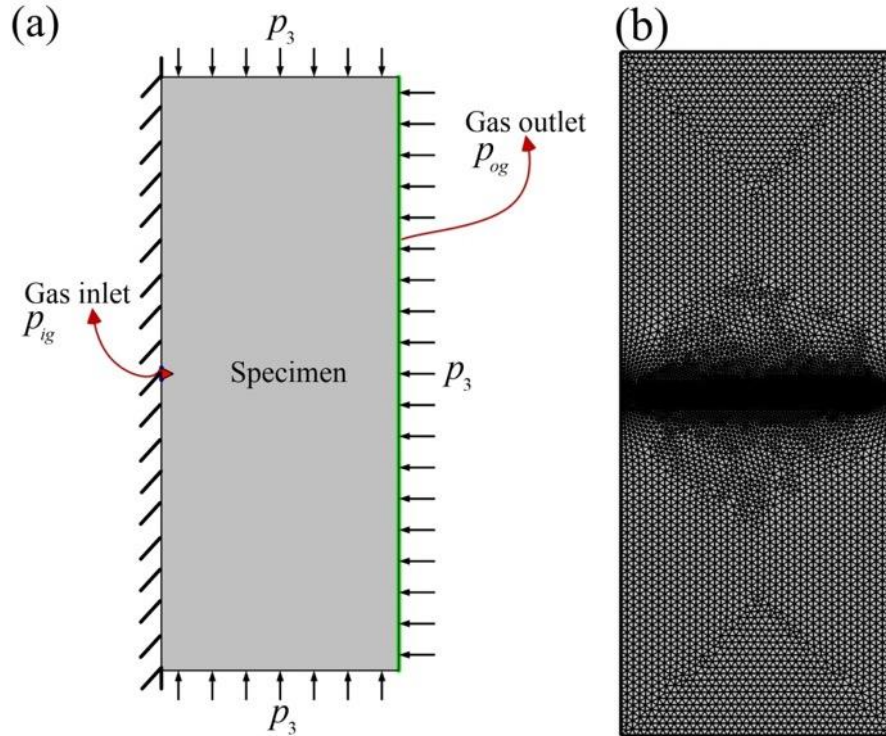 (a)
p3
Gas outlet
pog
Gas inlet
pig
Specimen
p3
p3
(b)